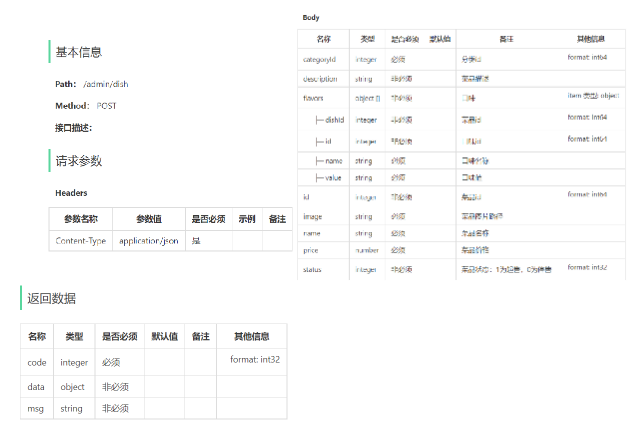 基本信息
Path: /admin/dish
Method: POST
接口描述:
请求参数
Headers
参数名称 参数值 是否必须 示例 备注
Content-Type application/json 是
Body
名称 类型 是否必须 默认值 备注 其他信息
categoryId integer 必须 分类id format: int64
description string 非必须 菜品描述
flavors object [] 非必须 口味 item 类型: object
├─ dishId integer 非必须 菜品id format: int64
├─ id integer 非必须 口味id format: int64
├─ name string 必须 口味名称
├─ value string 必须 口味值
id integer 非必须 菜品id format: int64
image string 必须 菜品图片路径
name string 必须 菜品名称
price number 必须 菜品价格
status integer 非必须 菜品状态：1为起售，0为停售 format: int32
返回数据
名称 类型 是否必须 默认值 备注 其他信息
code integer 必须 format: int32
data object 非必须
msg string 非必须